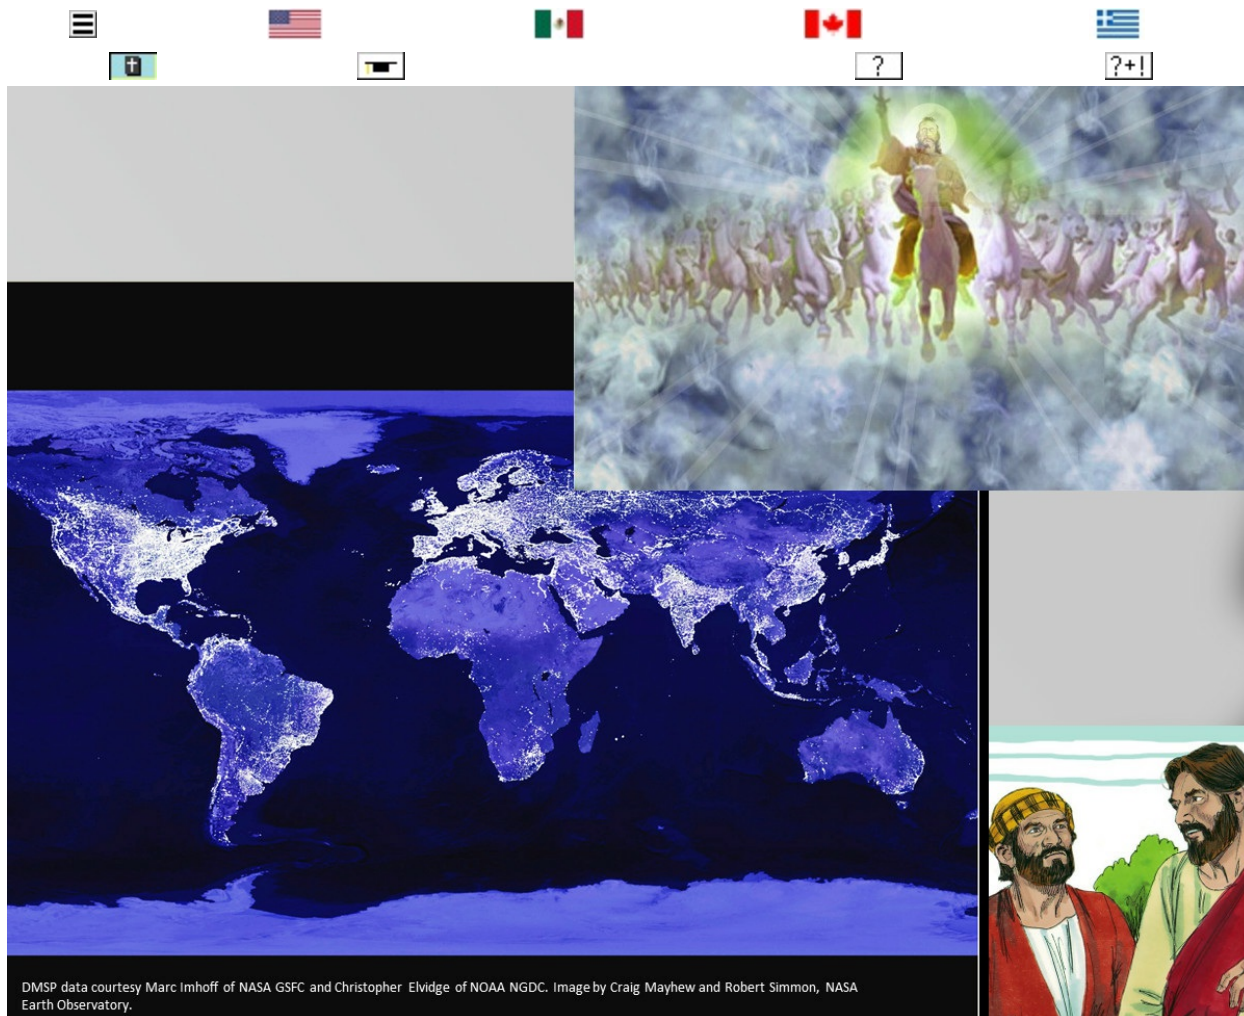 ?
?+!
DMSP data courtesy Marc Imhoff of NASA GSFC and Christopher Elvidge of NOAA NGDC. Image by Craig Mayhew and Robert Simmon, NASA
Earth Observatory.